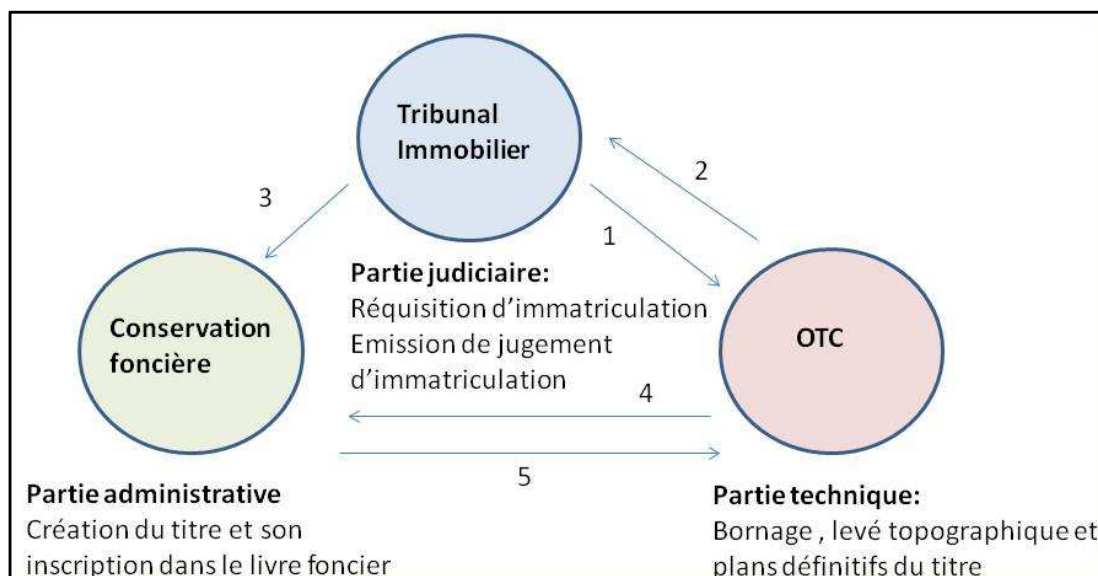 Tribunal
Immobilier
2
3
1
Partie judiciaire:
Réquisition d’immatriculation
Emission de jugement
d’immatriculation
Conservation
foncière
OTC
4
5
Partie administrative
Création du titre et son
inscription dans le livre foncier
Partie technique:
Bornage , levé topographique et
plans définitifs du titre